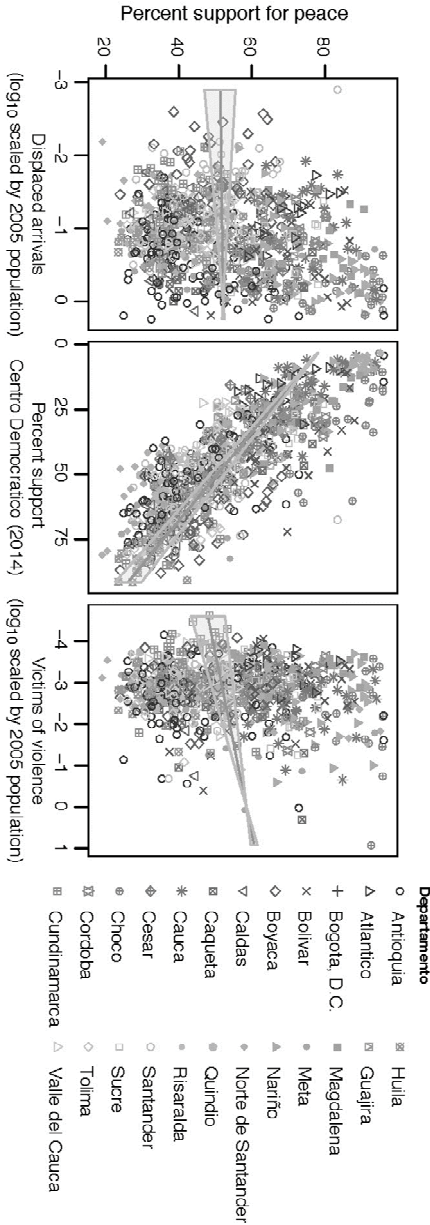 Percent support for peace
20
40
60
80
−3
−2
−1
0
Displaced arrivals
(log10 scaled by 2005 population)
0
25
50
75
Percent support
Centro Democratico (2014)
−4
−3
−2
−1
0
1
Victims of violence
(log10 scaled by 2005 population)
Departamento
Antioquia
Atlantico
Bogota, D.C.
Bolivar
Boyaca
Caldas
Caqueta
Cauca
Cesar
Choco
Cordoba
Cundinamarca
Huila
Guajira
Magdalena
Meta
Nariño
Norte de Santander
Quindio
Risaralda
Santander
Sucre
Tolima
Valle del Cauca